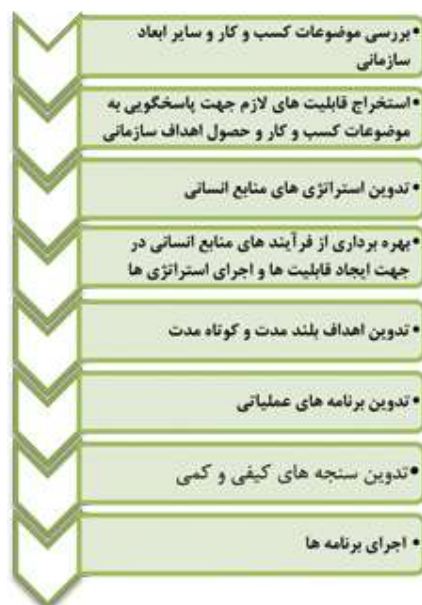 •بررسی موضوعات کسب و کار و سایر ابعاد
سازمانی
•استخراج قابلیت های لازم جهت پاسخگویی به
موضوعات کسب و کار و حصول اهداف سازمانی
•تدوین استراتژی های منابع انسانی
•بهره برداری از فرآیند های منابع انسانی در
جهت ایجاد قابلیت ها و اجرای استراتژی ها
•تدوین اهداف بلند مدت و کوتاه مدت
•تدوین برنامه های عملیاتی
•تدوین سنجه های کیفی و کمی
•اجرای برنامه ها